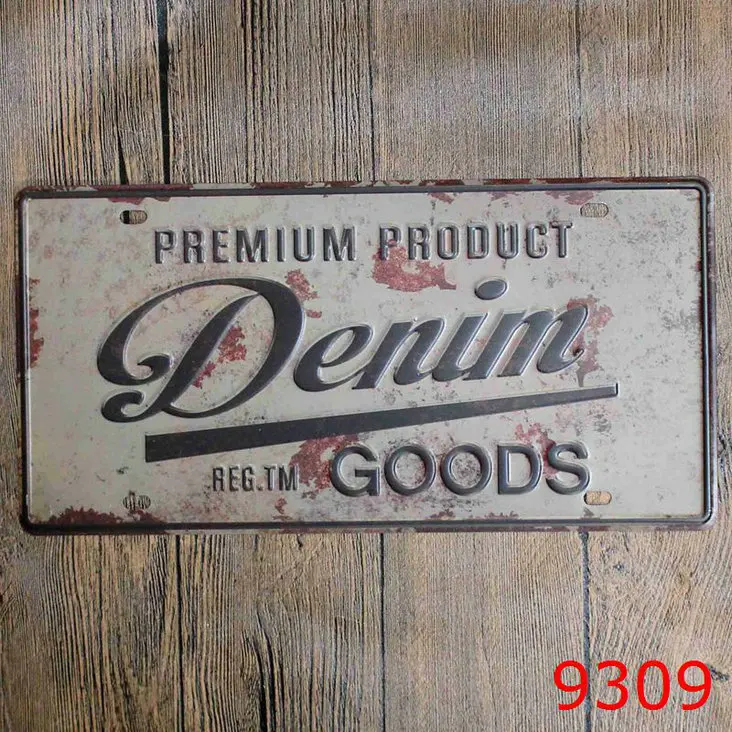 PREMIUM PRODUCT
Denim
REG.TM GOODS
9309